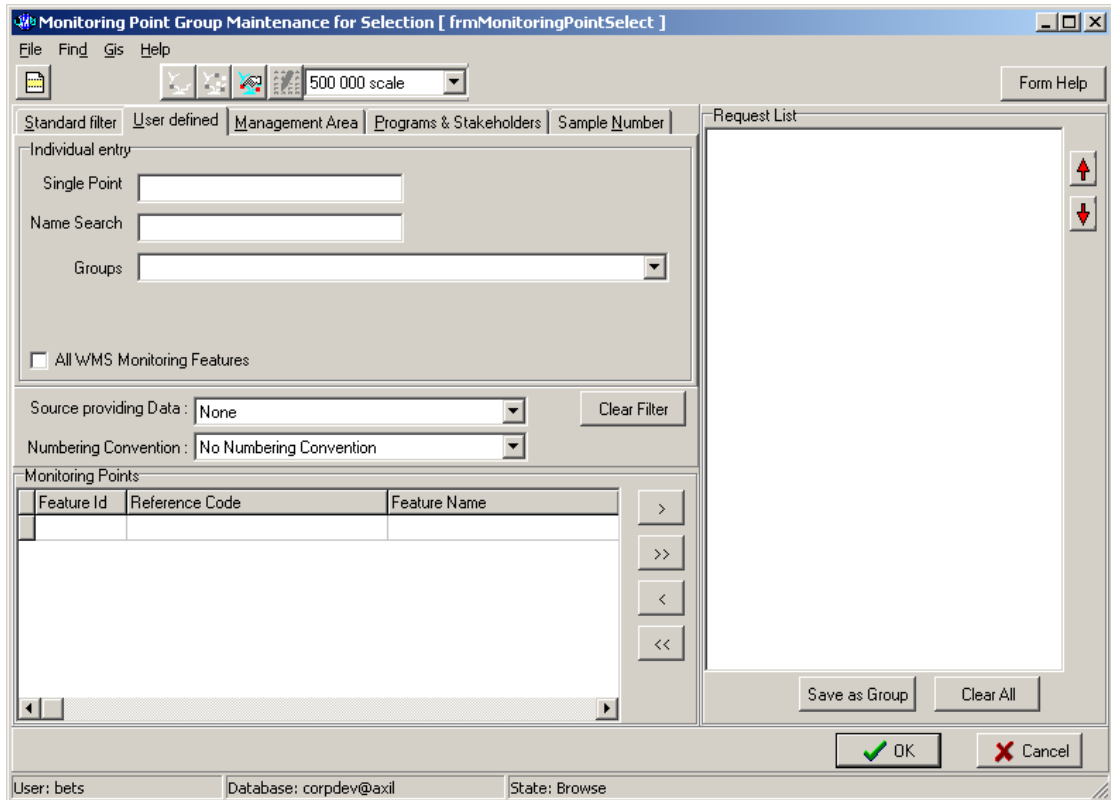 Monitoring Point Group Maintenance for Selection [ frmMonitoringPointSelect ]
File Find Gis Help
500 000 scale
Form Help
Standard filter User defined Management Area Programs & Stakeholders Sample Number
Individual entry
Single Point
Name Search
Groups
All WMS Monitoring Features
Source providing Data : None
Clear Filter
Numbering Convention : No Numbering Convention
Monitoring Points
Feature Id Reference Code Feature Name
>
>>
<
<<
Request List
Save as Group Clear All
OK Cancel
User: bets Database: corpdev@axil State: Browse